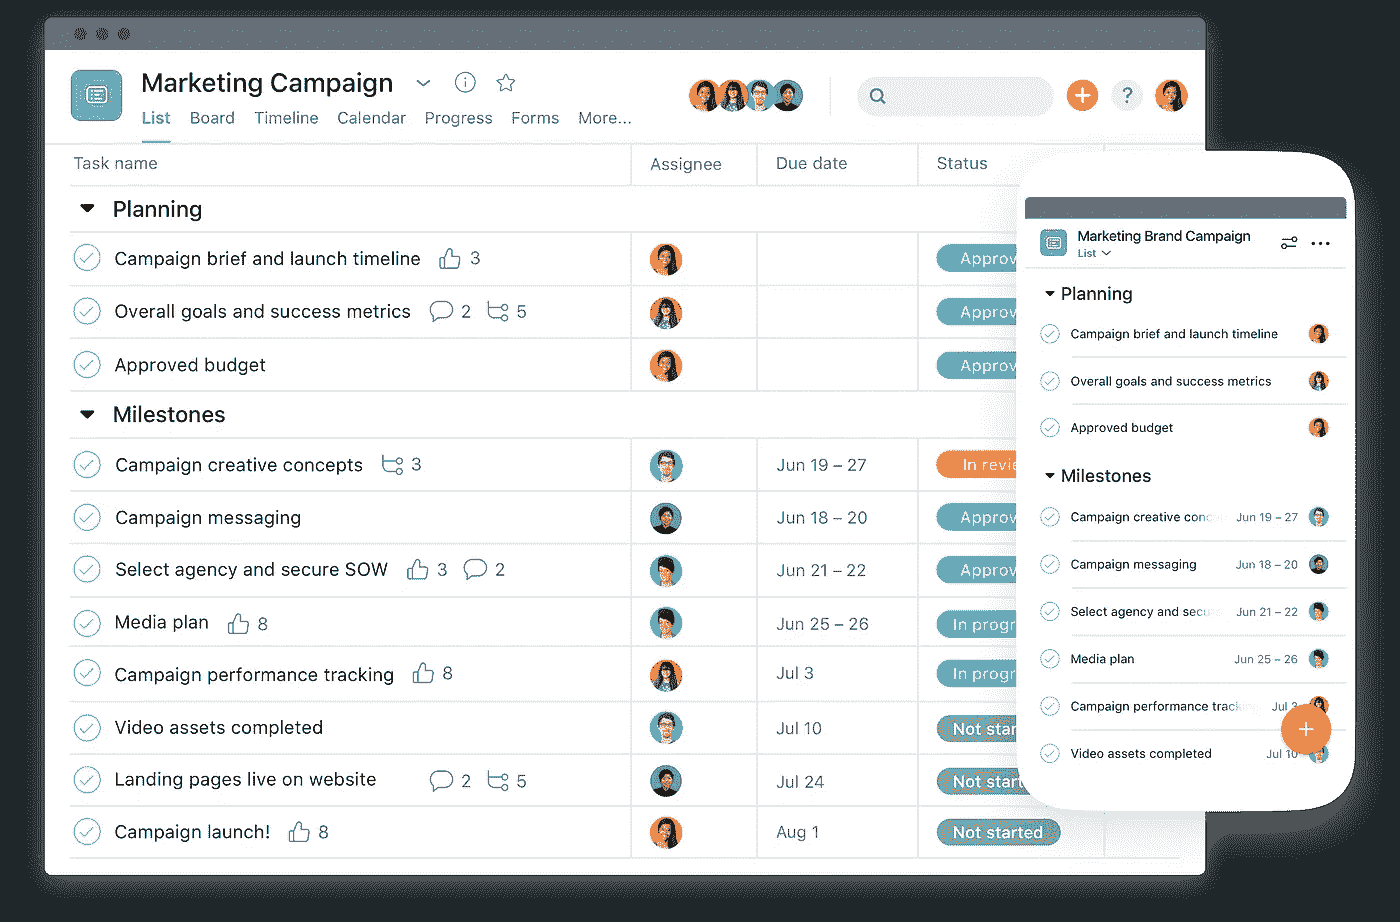 Marketing Campaign
List Board Timeline Calendar Progress Forms More...
?
Task name Assignee Due date Status
Planning
Campaign brief and launch timeline 3 Approv
Overall goals and success metrics 2 5 Approv
Approved budget Approv
Milestones
Campaign creative concepts 3 Jun 19 – 27 In revie
Campaign messaging Jun 18 – 20 Approv
Select agency and secure SOW 3 2 Jun 21 – 22 Approv
Media plan 8 Jun 25 – 26 In progr
Campaign performance tracking 8 Jul 3 In progr
Video assets completed Jul 10 Not star
Landing pages live on website 2 5 Jul 24 Not start
Campaign launch! 8 Aug 1 Not started
Marketing Brand Campaign
List
Planning
Campaign brief and launch timeline
Overall goals and success metrics
Approved budget
Milestones
Campaign creative conc Jun 19 – 27
Campaign messaging Jun 18 – 20
Select agency and secu Jun 21 – 22
Media plan Jun 25 – 26
Campaign performance track Jul 3
Video assets completed Jul 10